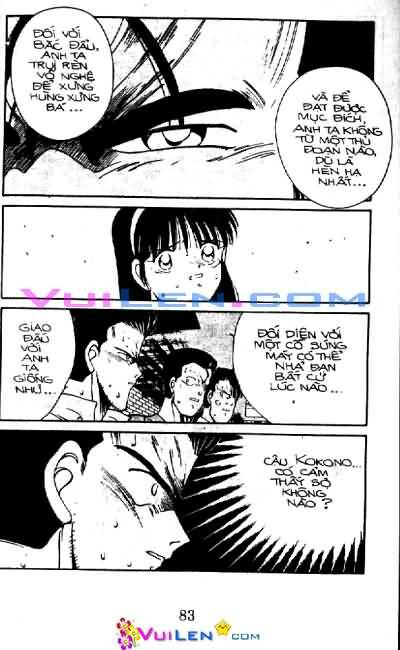 ĐỐI VỚI
BẮC ĐẨU,
ANH TA
TRUI RÈN
VÕ NGHỆ
ĐỂ XƯNG
HÙNG XƯNG
BÁ...
VÀ ĐỂ
ĐẠT ĐƯỢC
MỤC ĐÍCH,
ANH TA KHÔNG
TỪ MỘT THỦ
ĐOẠN NÀO,
DÙ LÀ
HÈN HẠ
NHẤT...
VUILEN.COM
GIAO
ĐẤU VỚI
ANH
TA
GIỐNG
NHƯ...
ĐỐI DIỆN VỚI
MỘT CỖ SÚNG
MÁY CÓ THỂ
NHẢ ĐẠN
BẤT CỨ
LÚC NÀO...
CẬU KOKONO...
CÓ CẢM
THẤY SỢ
KHÔNG
NÀO?
83
VUILEN.COM